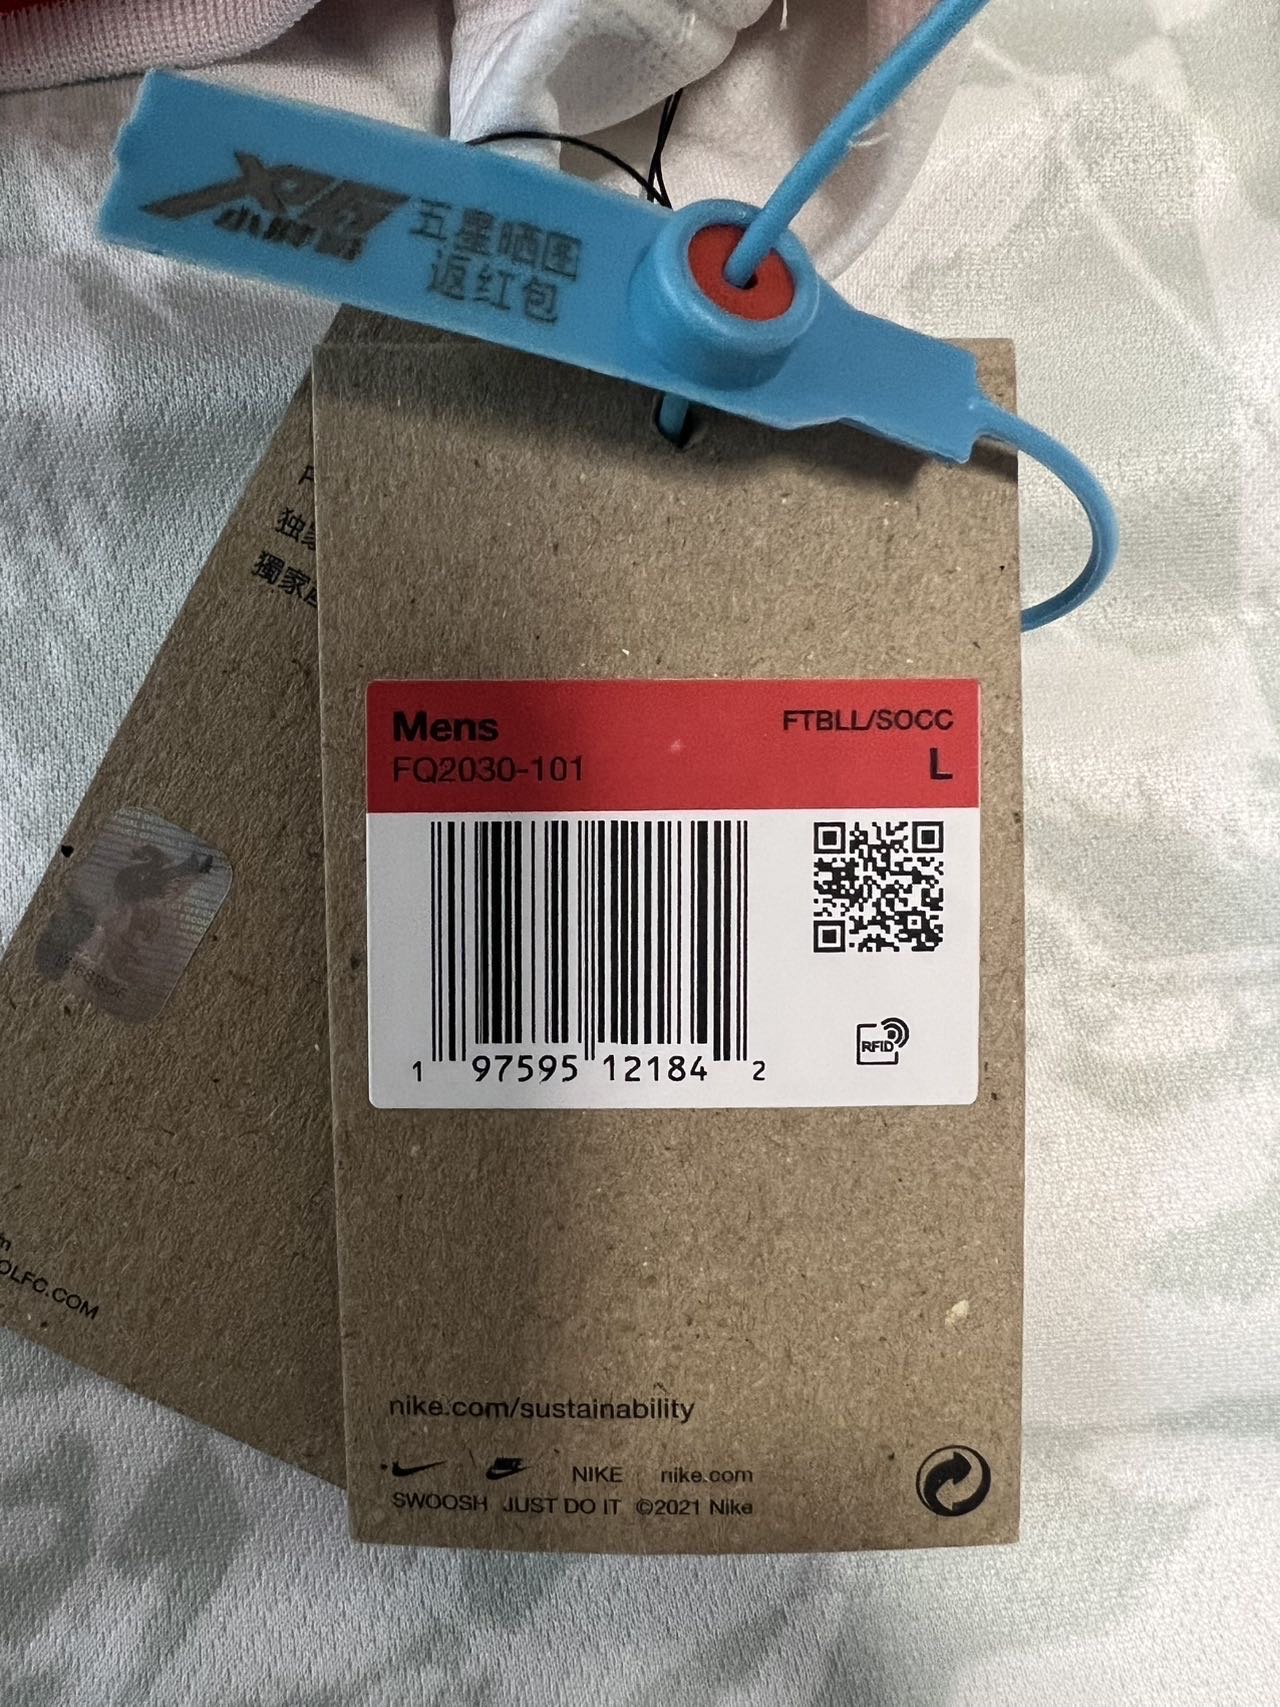 五星晒图
返红包
独家
獨家
Mens
FTBLL/SOCC
FQ2030-101
L
1 97595 12184 2
RFID
OLFC.COM
nike.com/sustainability
NIKE nike.com
SWOOSH JUST DO IT ©2021 Nike